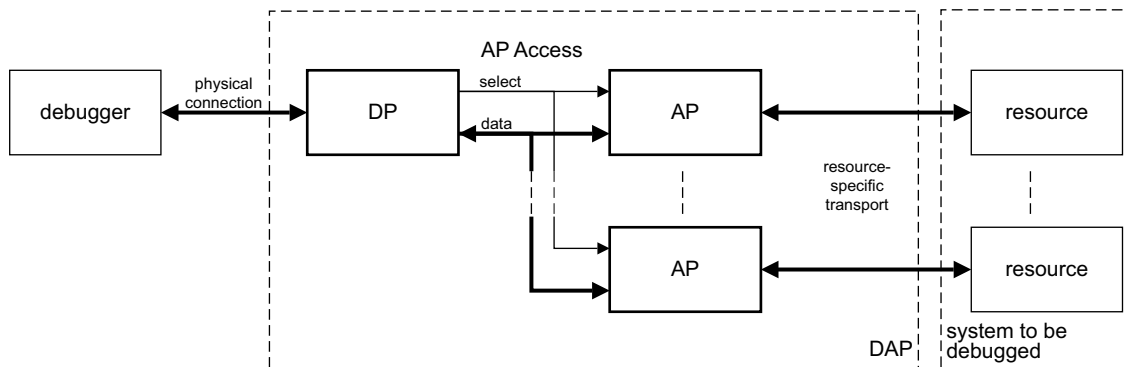 AP Access
physical
connection
select
debugger
DP
AP
resource
data
resource-
specific
transport
AP
resource
DAP
system to be
debugged